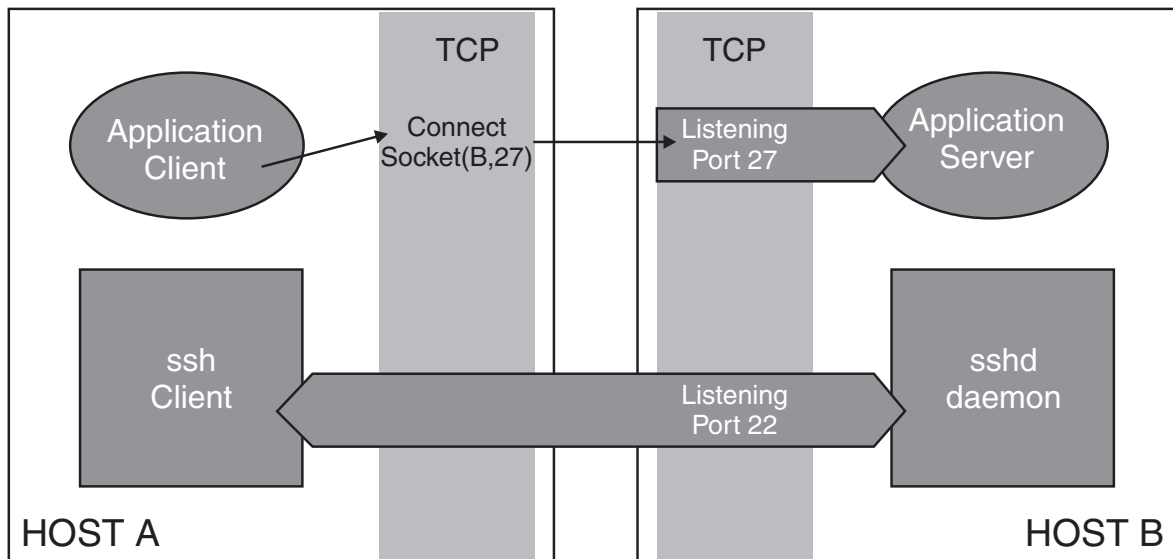 TCP
TCP
Application
Client
Connect
Socket(B,27)
Listening
Port 27
Application
Server
ssh
Client
Listening
Port 22
sshd
daemon
HOST A
HOST B